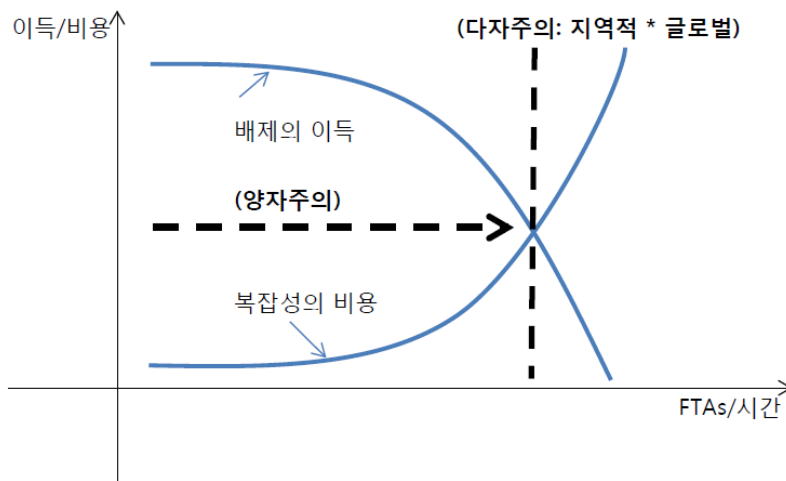 이득/비용
(다자주의: 지역적 * 글로벌)
배제의 이득
(양자주의)
복잡성의 비용
FTAs/시간